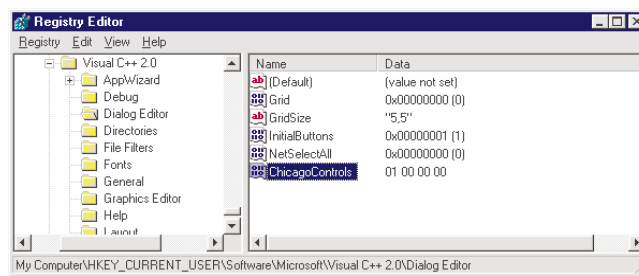 Registry Editor
Registry Edit View Help
Visual C++ 2.0
AppWizard
Debug
Dialog Editor
Directories
File Filters
Fonts
General
Graphics Editor
Help
Layout
Name Data
(Default) (value not set)
Grid 0x00000000 (0)
GridSize "5,5"
InitialButtons 0x00000001 (1)
NetSelectAll 0x00000000 (0)
ChicagoControls 01 00 00 00
My Computer\HKEY_CURRENT_USER\Software\Microsoft\Visual C++ 2.0\Dialog Editor